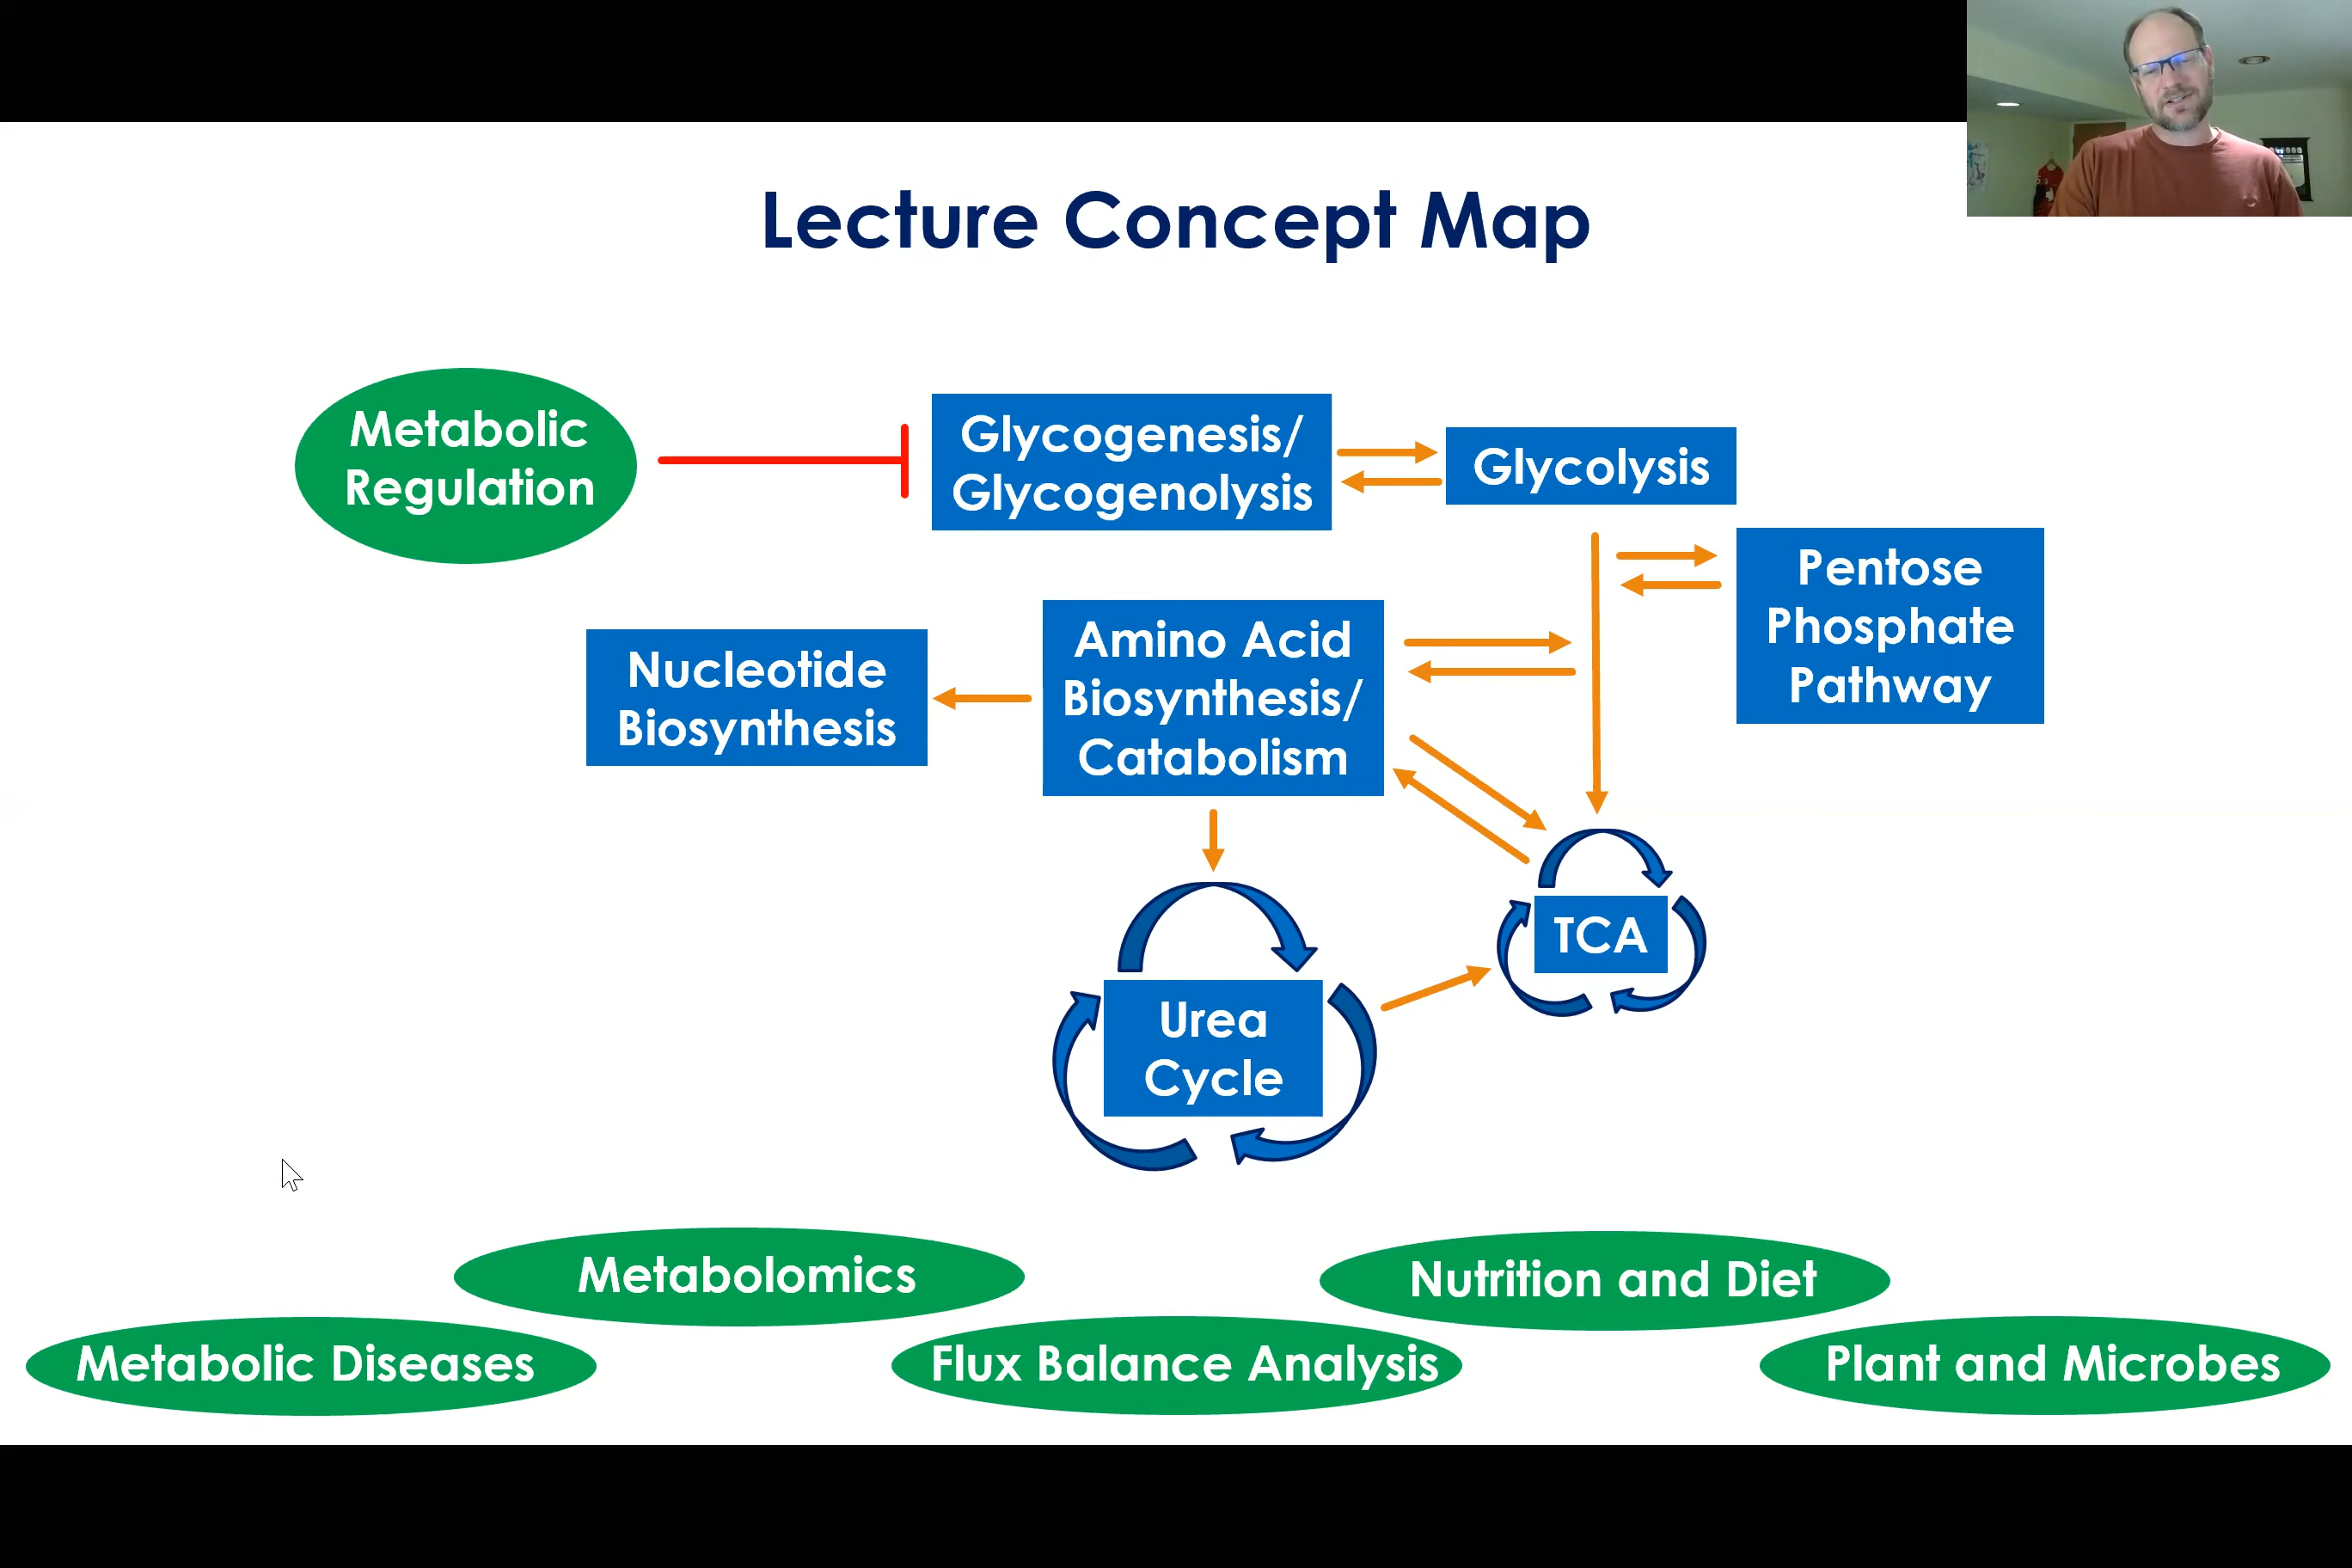 Lecture Concept Map
Metabolic
Regulation
Glycogenesis/
Glycogenolysis
Glycolysis
Pentose
Phosphate
Pathway
Nucleotide
Biosynthesis
Amino Acid
Biosynthesis/
Catabolism
TCA
Urea
Cycle
Metabolomics
Nutrition and Diet
Metabolic Diseases
Flux Balance Analysis
Plant and Microbes